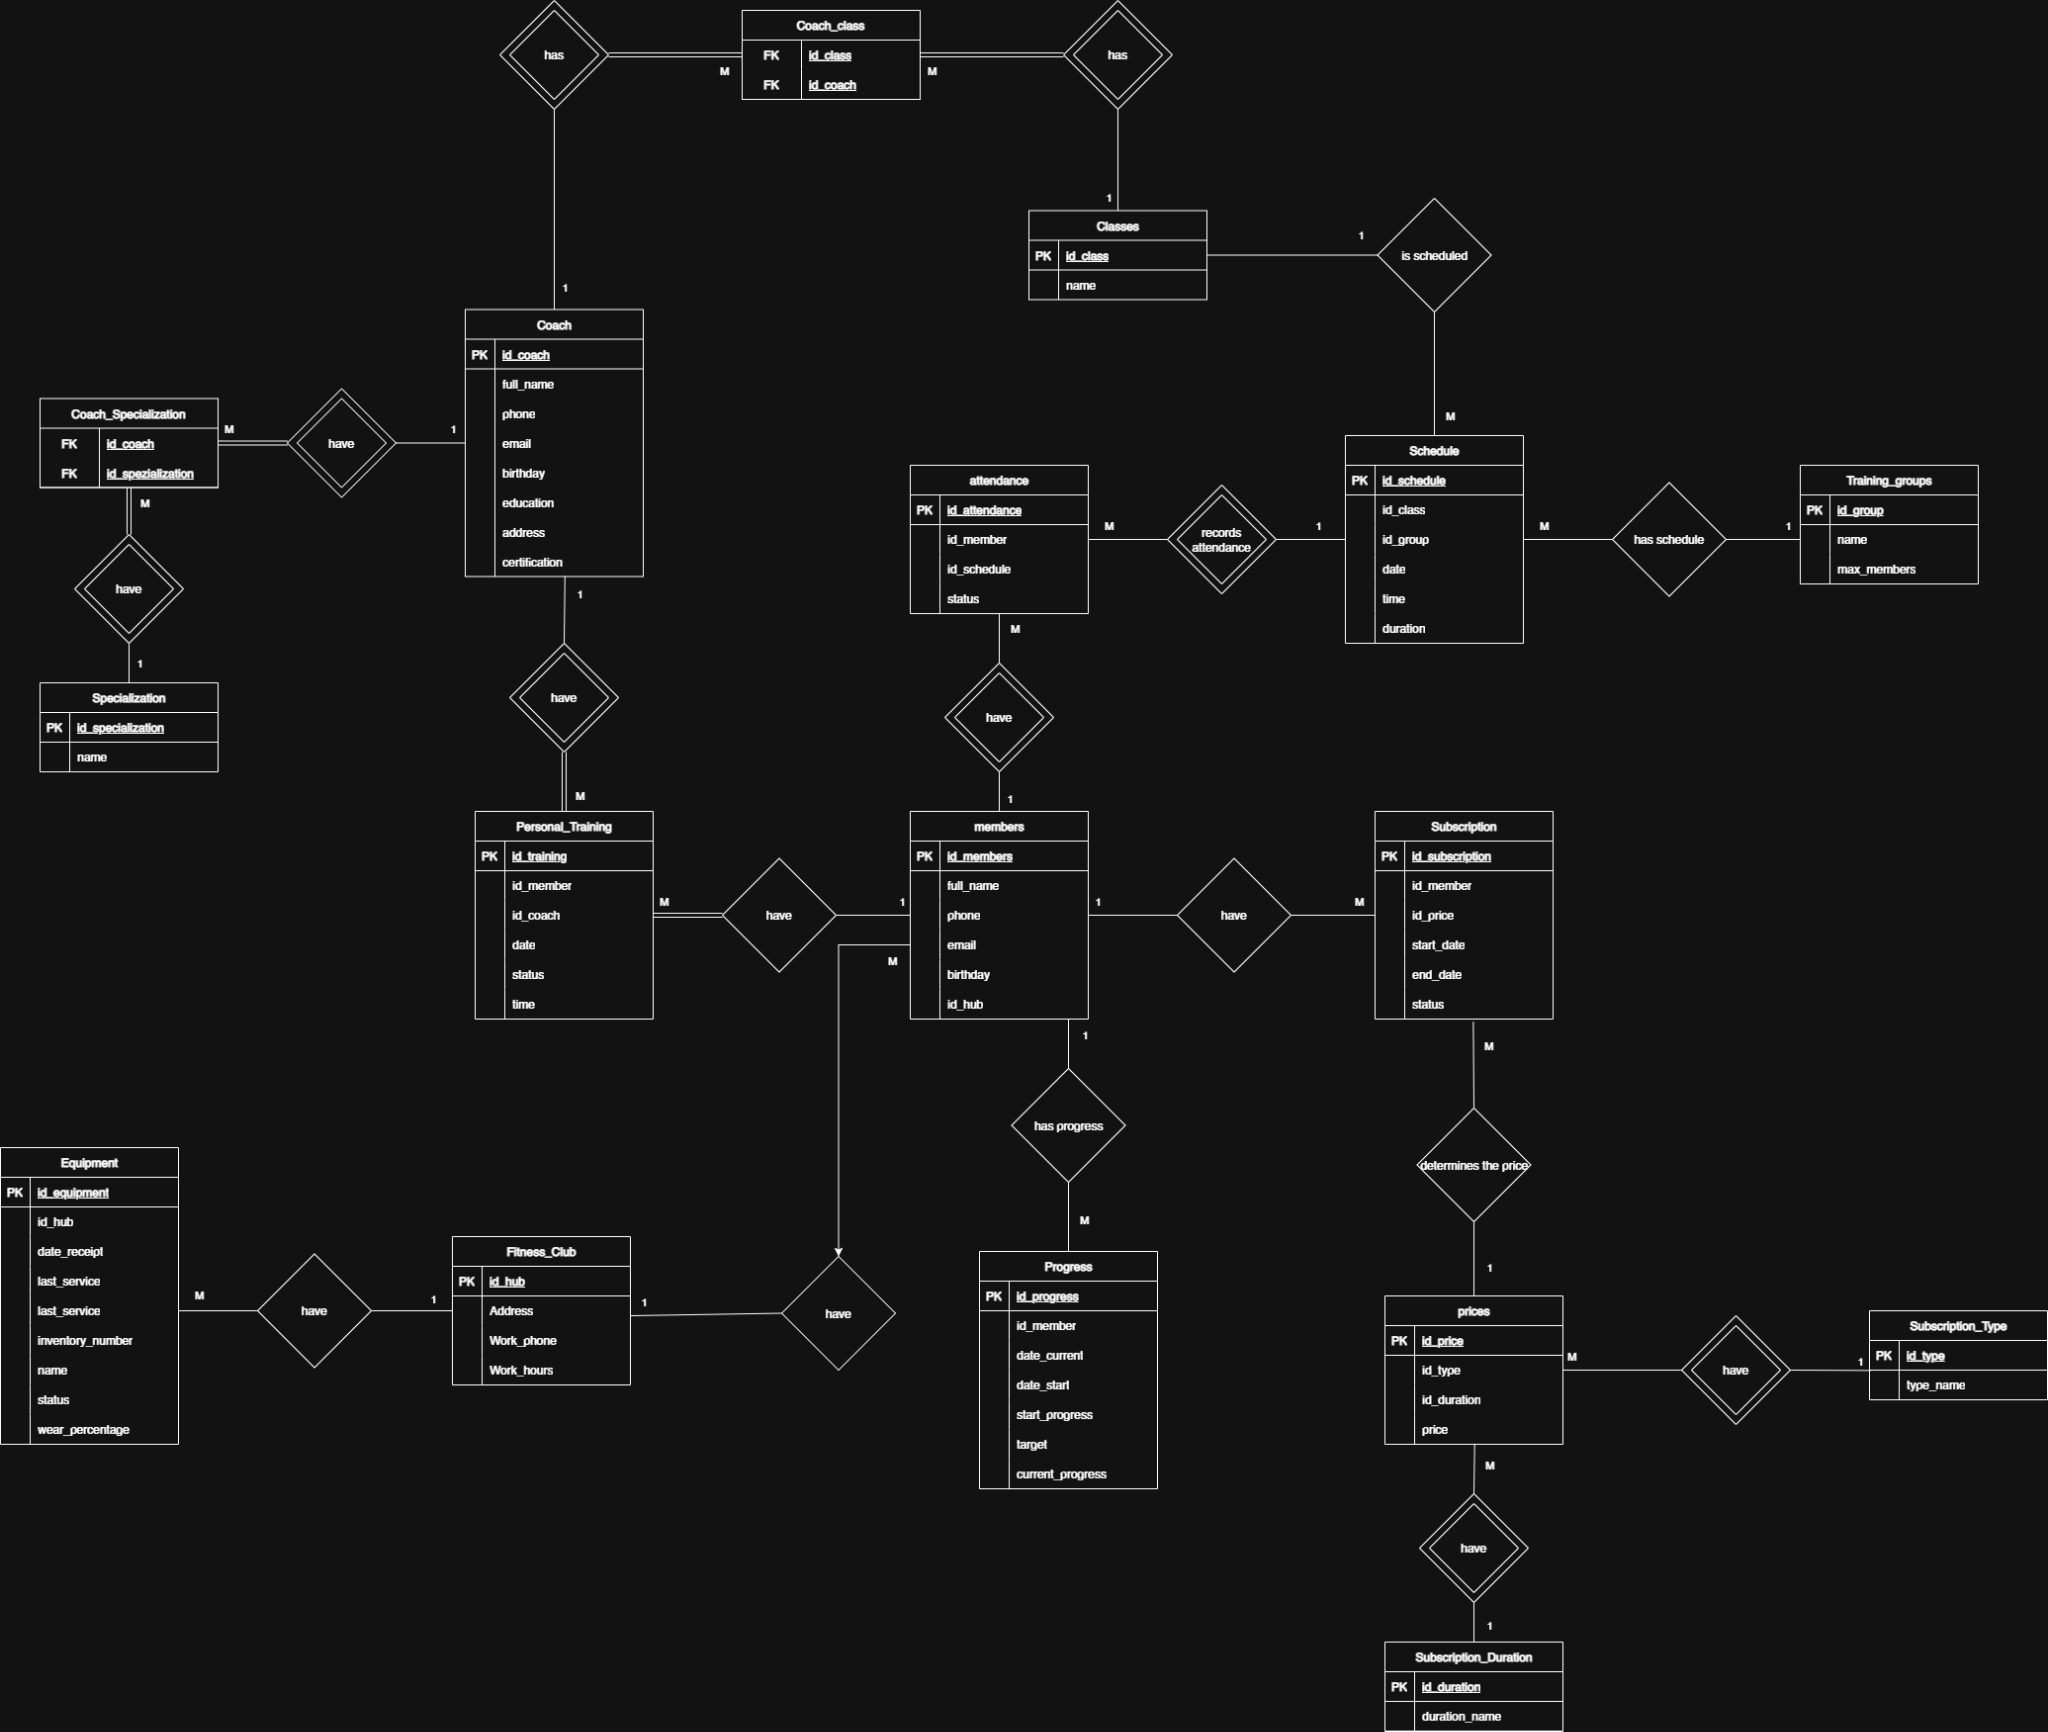 has
Coach_class
FK id_class
FK id_coach
M
M
has
1
1
Classes
PK id_class
name
1
is scheduled
M
Coach
PK id_coach
full_name
phone
email
birthday
education
address
certification
Coach_Specialization
FK id_coach
FK id_spezialization
M
have
1
M
have
1
Specialization
PK id_specialization
name
1
have
M
attendance
PK id_attendance
id_member
id_schedule
status
M
records
attendance
1
Schedule
PK id_schedule
id_class
id_group
date
time
duration
M
has schedule
1
Training_groups
PK id_group
name
max_members
M
have
1
Personal_Training
PK id_training
id_member
id_coach
date
status
time
M
have
1
members
PK id_members
full_name
phone
email
birthday
id_hub
M
1
have
M
Subscription
PK id_subscription
id_member
id_price
start_date
end_date
status
1
has progress
M
M
determines the price
1
Equipment
PK id_equipment
id_hub
date_receipt
last_service
last_service
inventory_number
name
status
wear_percentage
M
have
1
Fitness_Club
PK id_hub
Address
Work_phone
Work_hours
1
have
Progress
PK id_progress
id_member
date_current
date_start
start_progress
target
current_progress
prices
PK id_price
id_type
id_duration
price
M
have
1
Subscription_Type
PK id_type
type_name
M
have
1
Subscription_Duration
PK id_duration
duration_name